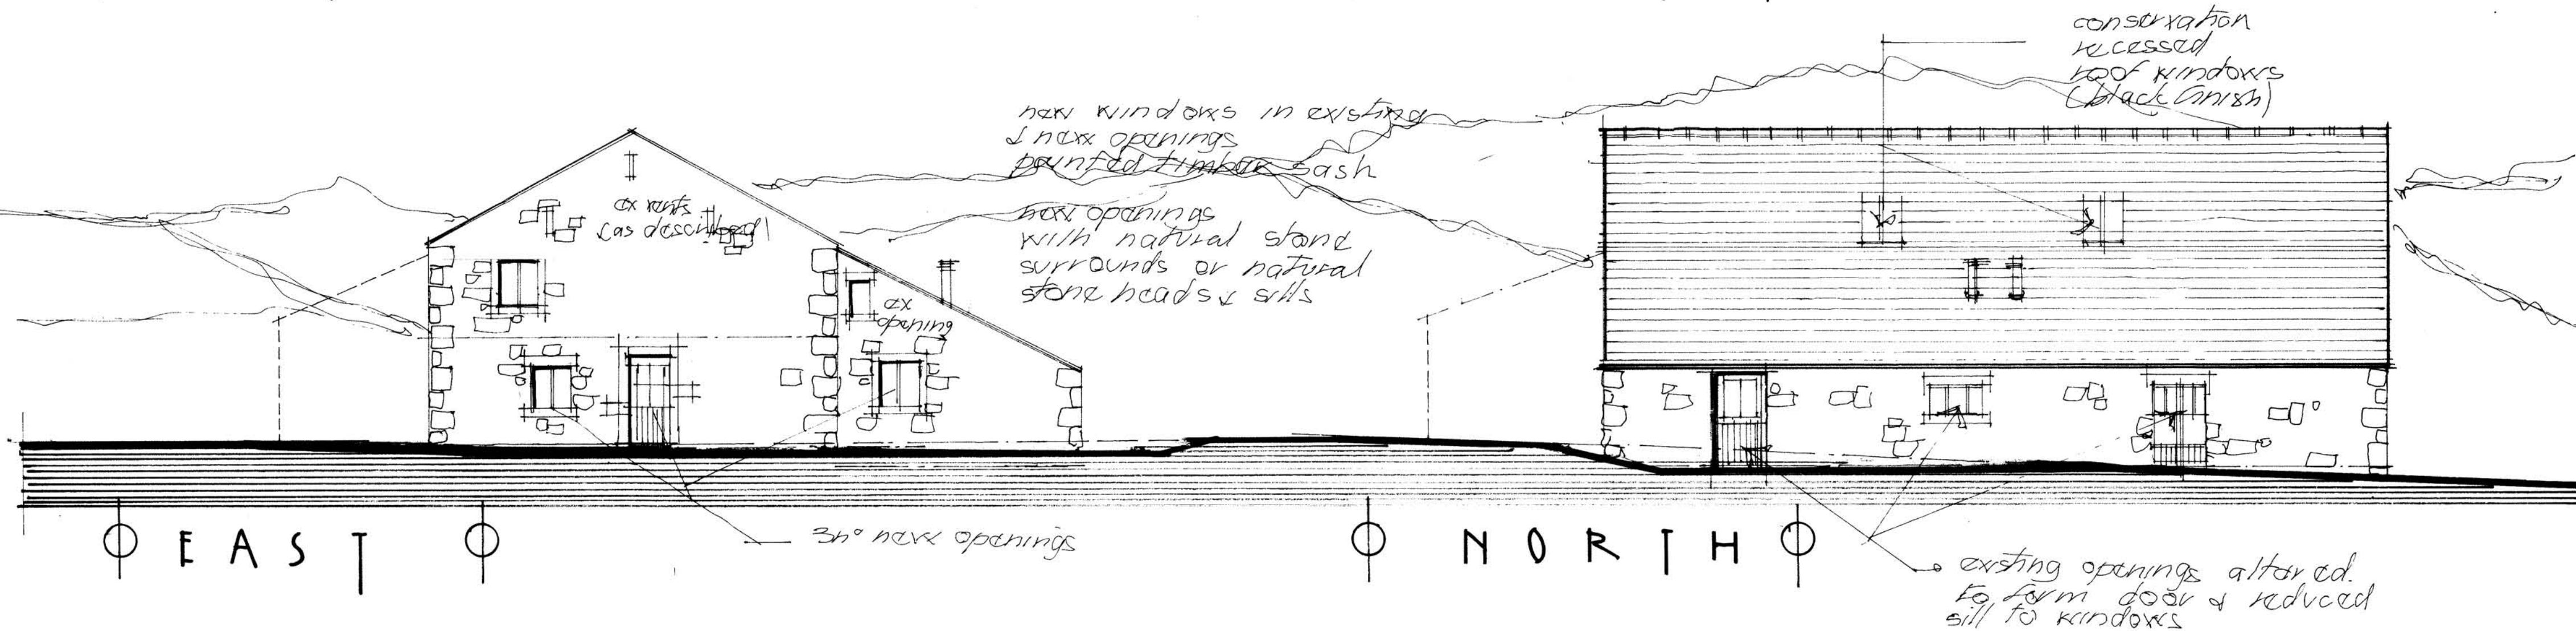 conservation
recessed
roof windows
(black finish)
new windows in existing
& new openings
painted timber sash
ex vents
(as described)
new openings
with natural stone
surrounds or natural
stone heads & sills
ex
opening
3no new openings
EAST
NORTH
existing openings altered.
to form door & reduced
sill to windows